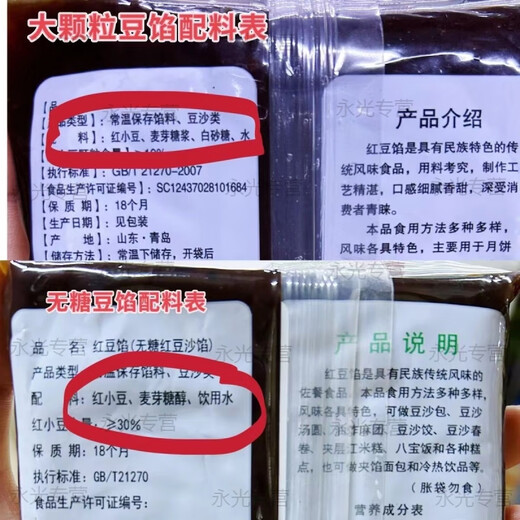 大颗粒豆馅配料表
【产品类型】：常温保存馅料、豆沙类
料】：红小豆、麦芽糖浆、白砂糖、水
【执行标准】：GB/T 21270-2007
【食品生产许可证编号】：SC12437028101684
【保 质 期】：18个月
【生产日期】：见包装
【产 地】：山东·青岛
【储存方法】：常温下储存，开袋后
产品介绍
红豆馅是具有民族特色的传
统风味食品，用料考究，制作工
艺精湛，口感细腻香甜，深受消
费者青睐。
本品食用方法多种多样，
风味各具特色，主要用于月饼
永光专营
无糖豆馅配料表
品 名：红豆馅(无糖红豆沙馅)
产品类型：常温保存馅料、豆沙类
配 料：红小豆、麦芽糖醇、饮用水
红小豆 量：≥30%
保 质 期：18个月
执行标准：GB/T21270
食品生产许可证编号：
产品说明
红豆馅是具有民族传统风味的
佐餐食品。本品食用方法多种多样，
风味各具特色，可做豆沙包、豆沙
汤圆、 炸麻团、豆沙饺、豆沙春
卷、夹层江米糕、八宝饭和各种糕
点，也可做夹馅面包和冷热饮品等。
（胀袋勿食）
营养成分表
永光专营